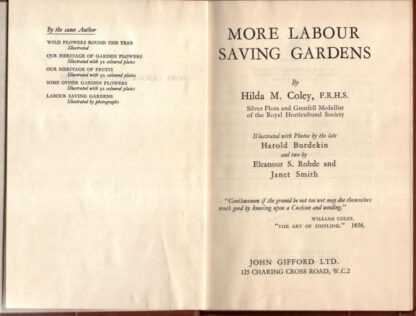 By the same Author
WILD FLOWERS ROUND THE YEAR
Illustrated
OUR HERITAGE OF GARDEN FLOWERS
Illustrated with 32 coloured plates
OUR HERITAGE OF FRUITS
Illustrated with 32 coloured plates
SOME OTHER GARDEN FLOWERS
Illustrated with 32 coloured plates
LABOUR SAVING GARDENS
Illustrated by photographs
MORE LABOUR
SAVING GARDENS
By
Hilda M. Coley, F.R.H.S.
Silver Flora and Grenfell Medallist
of the Royal Horticultural Society
Illustrated with Photos by the late
Harold Burdekin
and two by
Eleanour S. Rohde and
Janet Smith
"Gentlewomen if the ground be not too wet may doe themselves
much good by kneeling upon a Cushion and weeding."
WILLIAM COLES.
"THE ART OF SIMPLING." 1656.
JOHN GIFFORD LTD.
125 CHARING CROSS ROAD, W.C.2